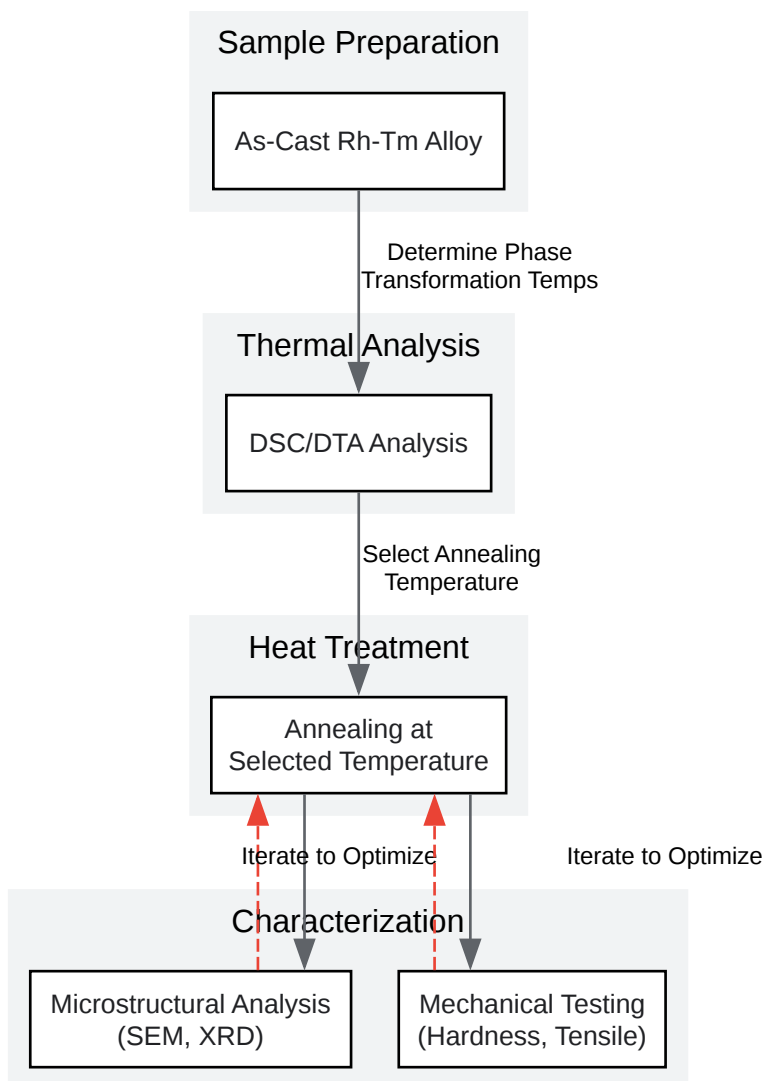 Sample Preparation
As-Cast Rh-Tm Alloy
Determine Phase
Transformation Temps
Thermal Analysis
DSC/DTA Analysis
Select Annealing
Temperature
Heat Treatment
Annealing at
Selected Temperature
Iterate to Optimize
Iterate to Optimize
Characterization
Microstructural Analysis
(SEM, XRD)
Mechanical Testing
(Hardness, Tensile)